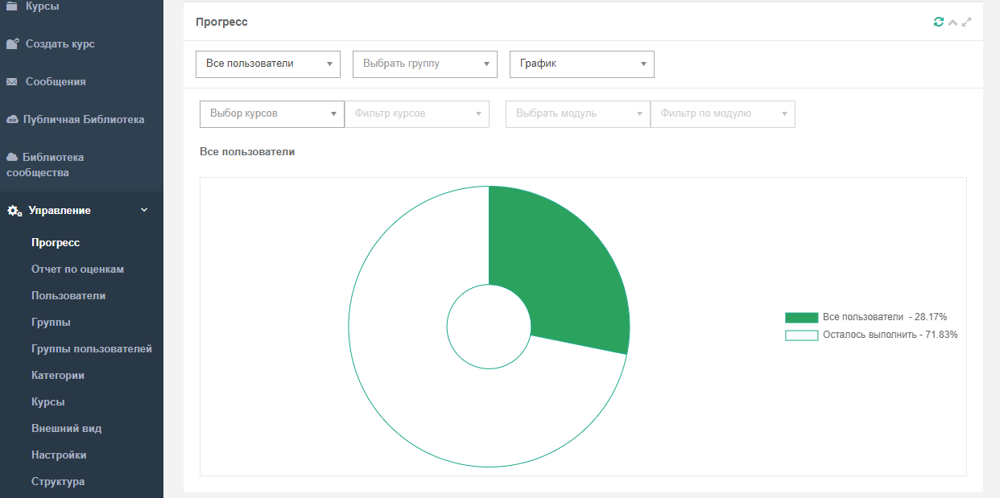 Курсы
Создать курс
Сообщения
Публичная Библиотека
Библиотека
сообщества
Управление
Прогресс
Отчет по оценкам
Пользователи
Группы
Группы пользователей
Категории
Курсы
Внешний вид
Настройки
Структура
Прогресс
Все пользователи
Выбрать группу
График
Выбор курсов
Фильтр курсов
Выбрать модуль
Фильтр по модулю
Все пользователи
Все пользователи - 28.17%
Осталось выполнить - 71.83%